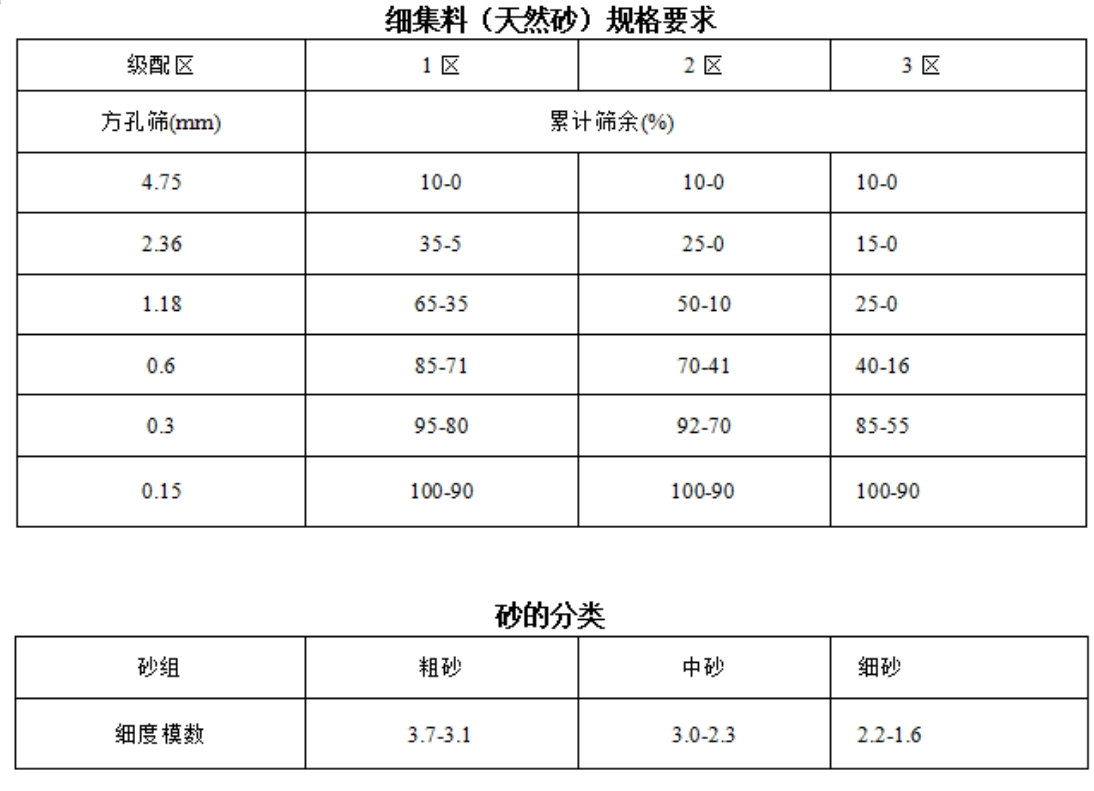 细集料（天然砂）规格要求
级配区 1 区 2 区 3 区
方孔筛(mm) 累计筛余(%)
4.75 10-0 10-0 10-0
2.36 35-5 25-0 15-0
1.18 65-35 50-10 25-0
0.6 85-71 70-41 40-16
0.3 95-80 92-70 85-55
0.15 100-90 100-90 100-90
砂的分类
砂组 粗砂 中砂 细砂
细度模数 3.7-3.1 3.0-2.3 2.2-1.6